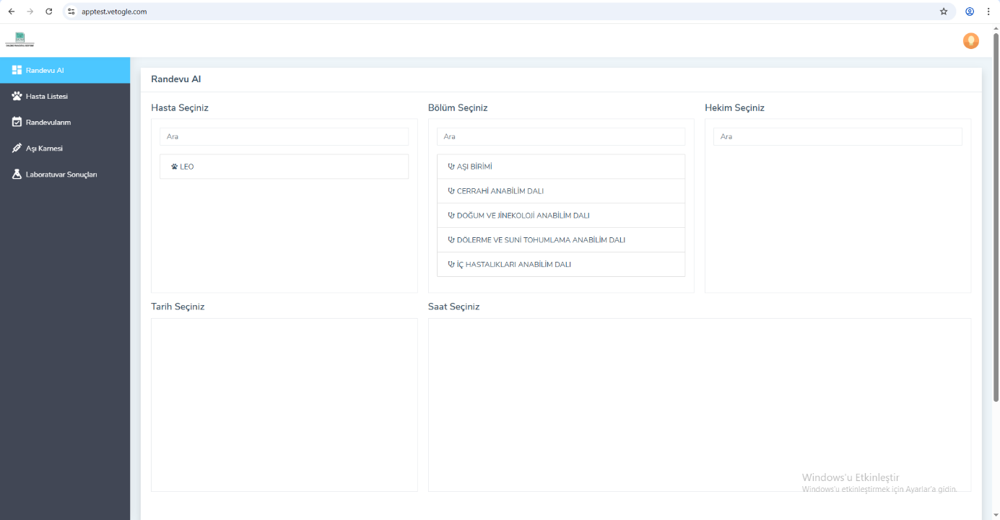 apptest.vetogle.com
Randevu AI
Hasta Listesi
Randevularım
Aşı Karnesi
Laboratuvar Sonuçları
Randevu AI
Hasta Seçiniz
Ara
LEO
Bölüm Seçiniz
Ara
AŞI BİRİMİ
CERRAHİ ANABİLİM DALI
DOĞUM VE JİNEKOLOJİ ANABİLİM DALI
DÖLERME VE SUNİ TOHUMLAMA ANABİLİM DALI
İÇ HASTALIKLARI ANABİLİM DALI
Hekim Seçiniz
Ara
Tarih Seçiniz
Saat Seçiniz
Windows'u Etkinleştir
Windows'u etkinleştirmek için Ayarlar'a gidin.